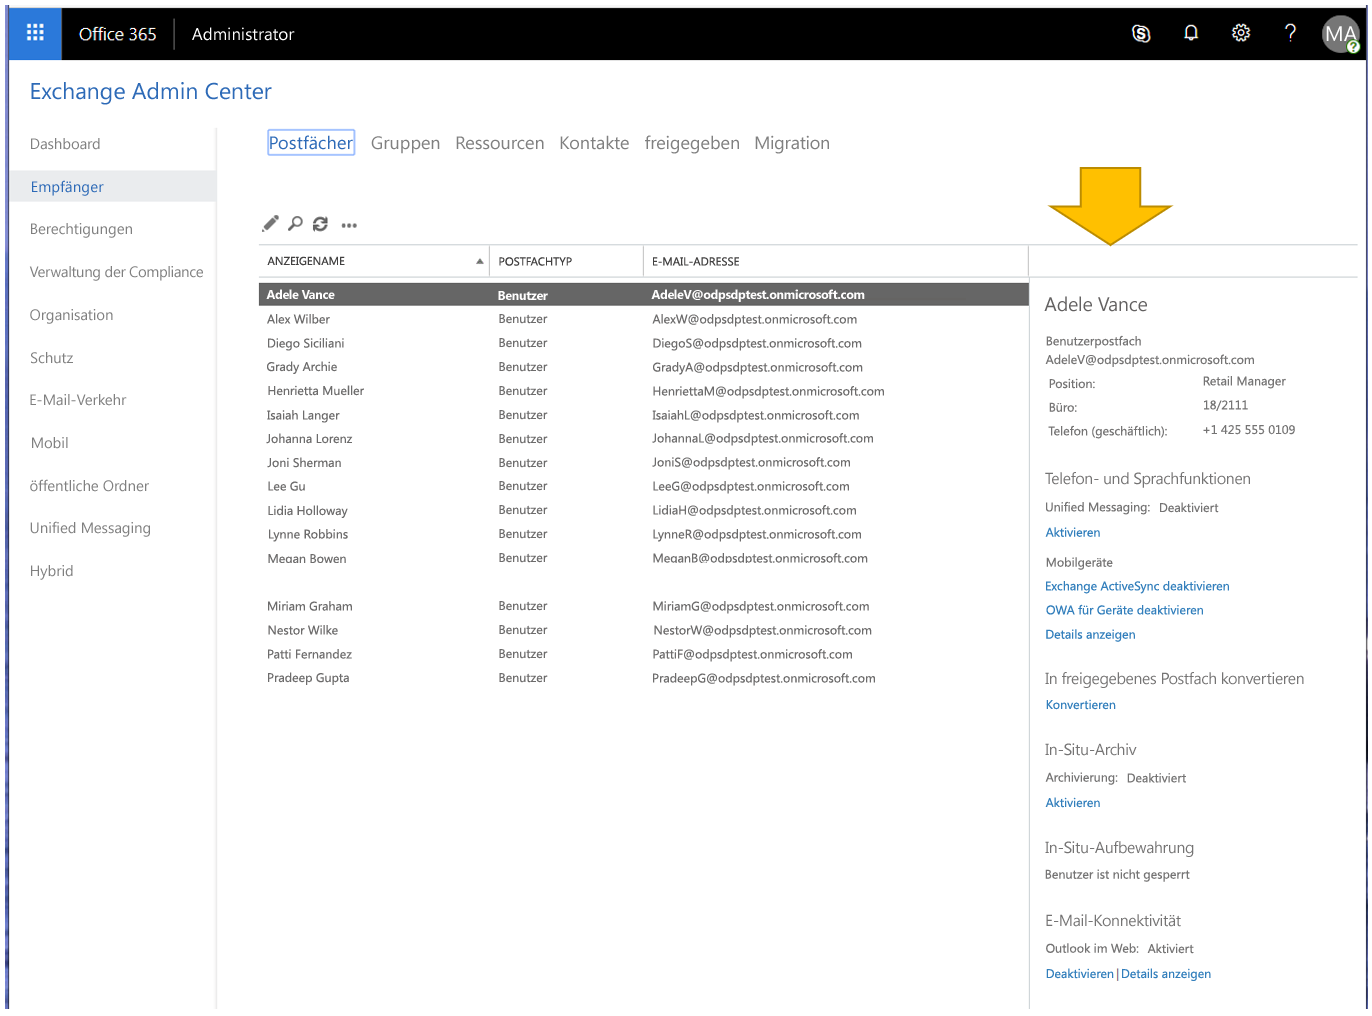 Office 365 Administrator ? MA
Exchange Admin Center
Dashboard
Empfänger
Berechtigungen
Verwaltung der Compliance
Organisation
Schutz
E-Mail-Verkehr
Mobil
öffentliche Ordner
Unified Messaging
Hybrid
Postfächer Gruppen Ressourcen Kontakte freigegeben Migration
ANZEIGENAME POSTFACHTYP E-MAIL-ADRESSE
Adele Vance Benutzer AdeleV@odpsdptest.onmicrosoft.com
Alex Wilber Benutzer AlexW@odpsdptest.onmicrosoft.com
Diego Siciliani Benutzer DiegoS@odpsdptest.onmicrosoft.com
Grady Archie Benutzer GradyA@odpsdptest.onmicrosoft.com
Henrietta Mueller Benutzer HenriettaM@odpsdptest.onmicrosoft.com
Isaiah Langer Benutzer IsaiahL@odpsdptest.onmicrosoft.com
Johanna Lorenz Benutzer JohannaL@odpsdptest.onmicrosoft.com
Joni Sherman Benutzer JoniS@odpsdptest.onmicrosoft.com
Lee Gu Benutzer LeeG@odpsdptest.onmicrosoft.com
Lidia Holloway Benutzer LidiaH@odpsdptest.onmicrosoft.com
Lynne Robbins Benutzer LynneR@odpsdptest.onmicrosoft.com
Megan Bowen Benutzer MeganB@odpsdptest.onmicrosoft.com
Miriam Graham Benutzer MiriamG@odpsdptest.onmicrosoft.com
Nestor Wilke Benutzer NestorW@odpsdptest.onmicrosoft.com
Patti Fernandez Benutzer PattiF@odpsdptest.onmicrosoft.com
Pradeep Gupta Benutzer PradeepG@odpsdptest.onmicrosoft.com
Adele Vance
Benutzerpostfach
AdeleV@odpsdptest.onmicrosoft.com
Position: Retail Manager
Büro: 18/2111
Telefon (geschäftlich): +1 425 555 0109
Telefon- und Sprachfunktionen
Unified Messaging: Deaktiviert
Aktivieren
Mobilgeräte
Exchange ActiveSync deaktivieren
OWA für Geräte deaktivieren
Details anzeigen
In freigegebenes Postfach konvertieren
Konvertieren
In-Situ-Archiv
Archivierung: Deaktiviert
Aktivieren
In-Situ-Aufbewahrung
Benutzer ist nicht gesperrt
E-Mail-Konnektivität
Outlook im Web: Aktiviert
Deaktivieren|Details anzeigen